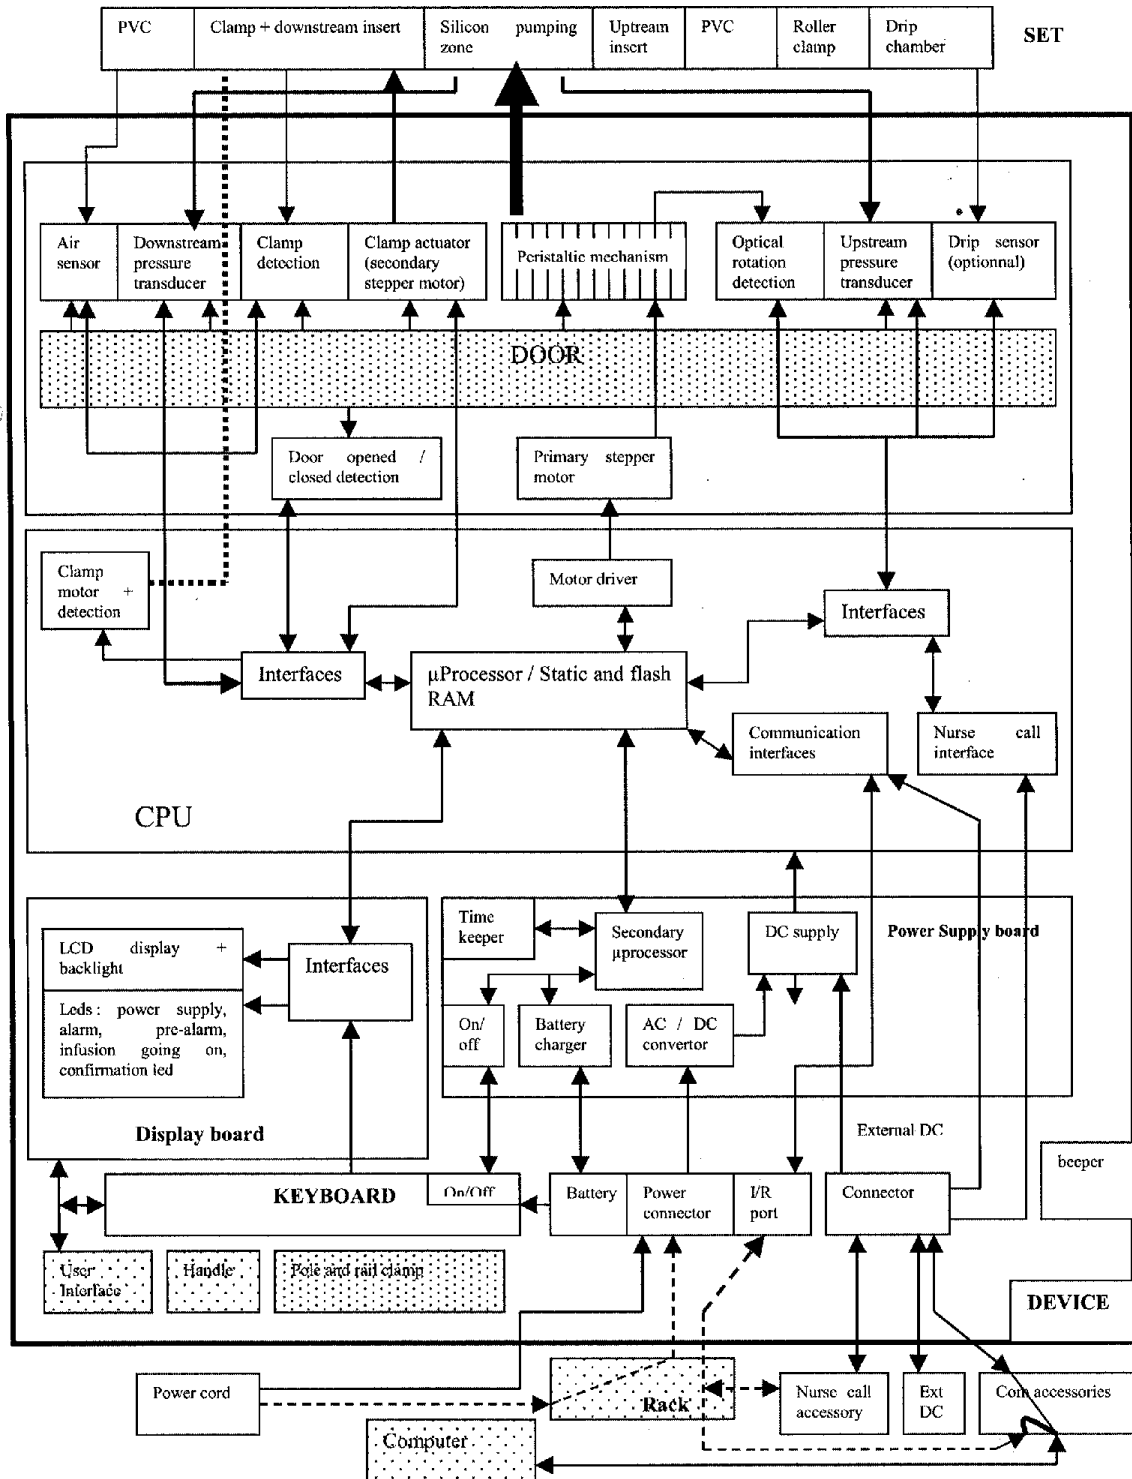 PVC
Clamp + downstream insert
Silicon pumping
zone
Uptream
insert
PVC
Roller
clamp
Drip
chamber
SET
Air
sensor
Downstream
pressure
transducer
Clamp
detection
Clamp actuator
(secondary
stepper motor)
Peristaltic mechanism
Optical
rotation
detection
Upstream
pressure
transducer
Drip sensor
(optionnal)
DOOR
Door opened /
closed detection
Primary stepper
motor
Clamp
motor +
detection
Motor driver
Interfaces
Interfaces
µProcessor / Static and flash
RAM
Communication
interfaces
Nurse call
interface
CPU
Time
keeper
Secondary
µprocessor
DC supply
Power Supply board
LCD display +
backlight
Interfaces
Leds : power supply,
alarm, pre-alarm,
infusion going on,
confirmation led
On/
off
Battery
charger
AC / DC
convertor
Display board
External DC
beeper
KEYBOARD
On/Off
Battery
Power
connector
I/R
port
Connector
User
Interface
Handle
Pole and rail clamp
DEVICE
Power cord
Rack
Nurse call
accessory
Ext
DC
Com accessories
Computer